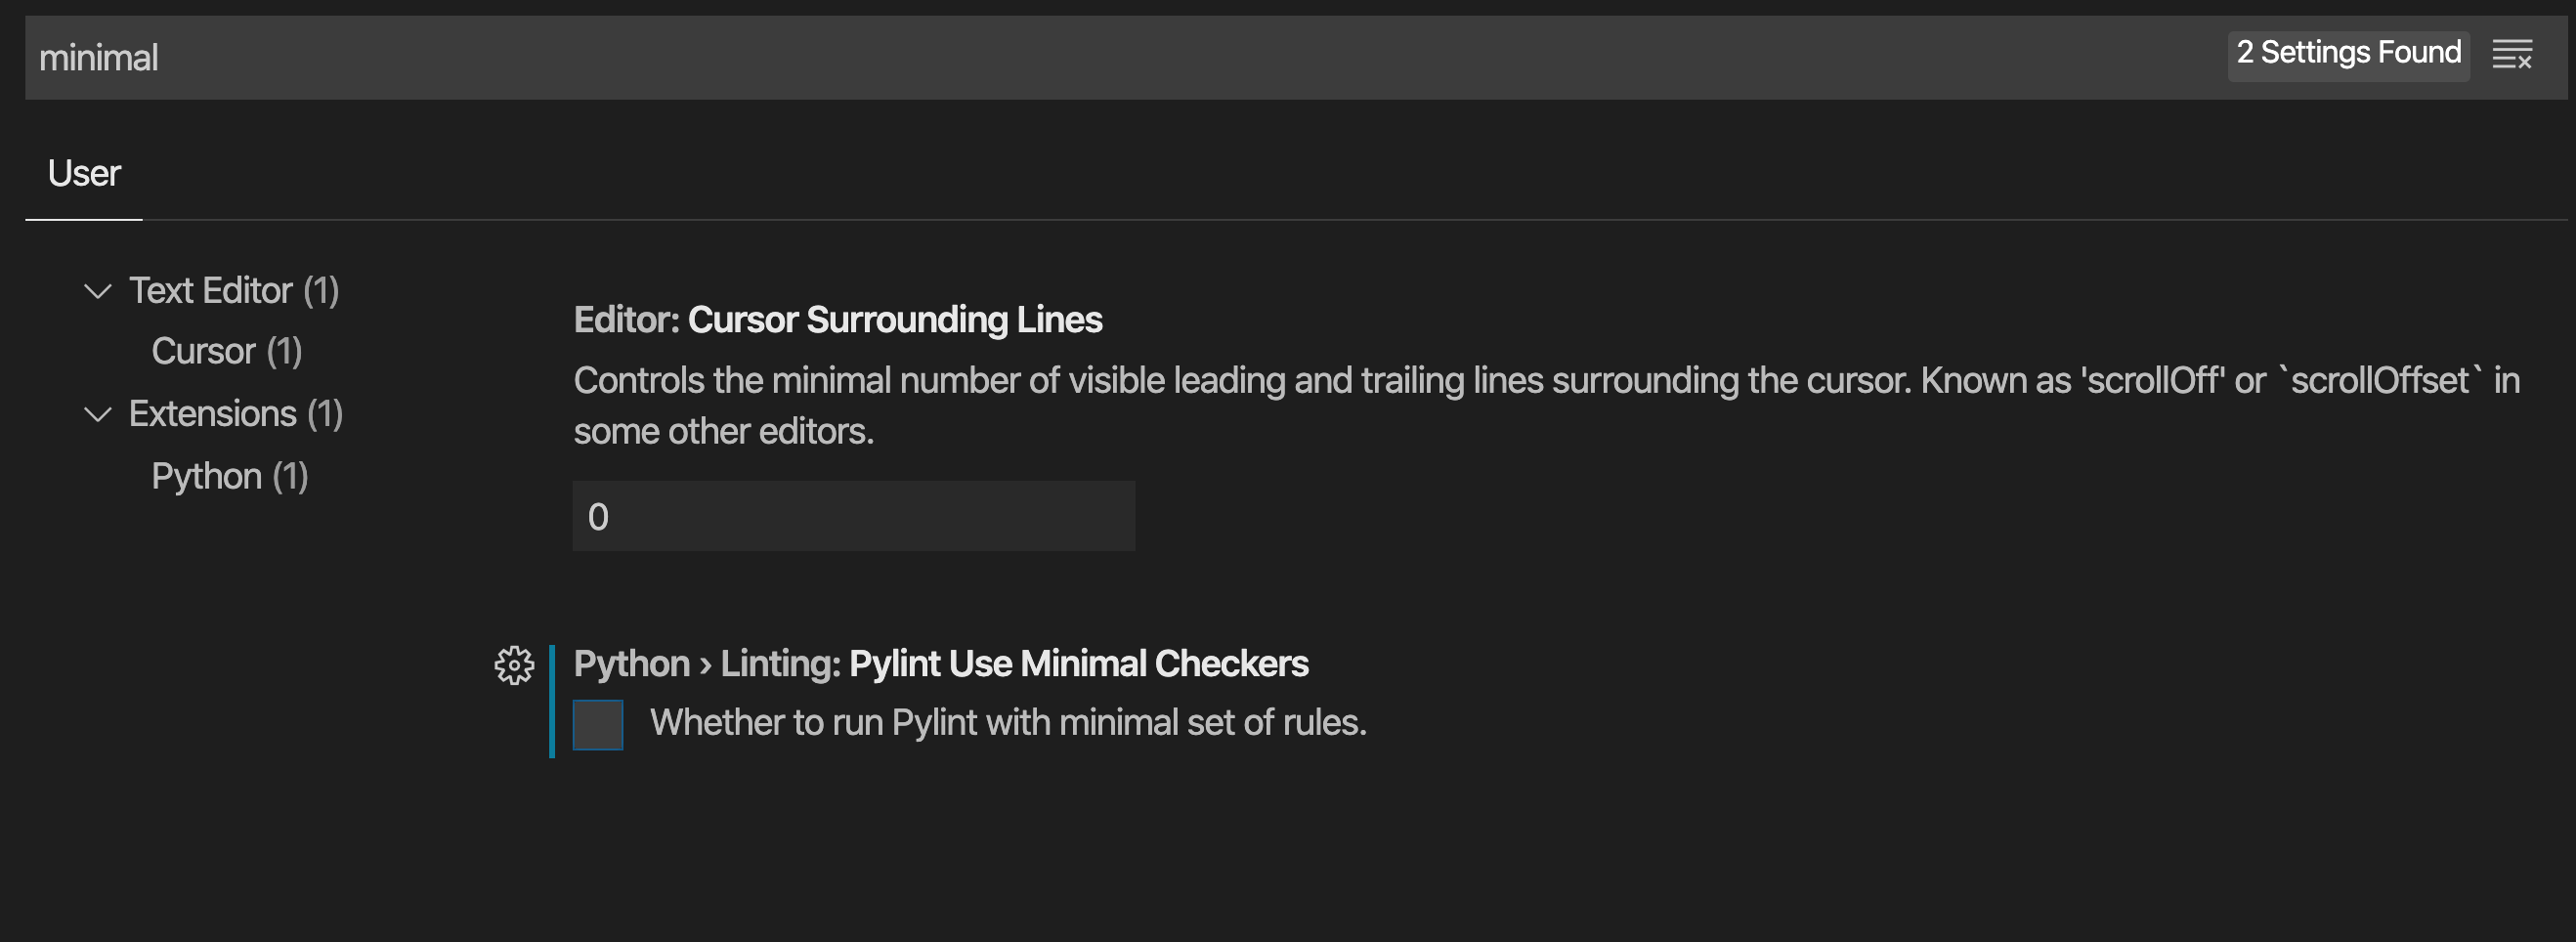 minimal
2 Settings Found
User
Text Editor (1)
Cursor (1)
Extensions (1)
Python (1)
Editor: Cursor Surrounding Lines
Controls the minimal number of visible leading and trailing lines surrounding the cursor. Known as 'scrollOff' or `scrollOffset` in
some other editors.
0
Python › Linting: Pylint Use Minimal Checkers
Whether to run Pylint with minimal set of rules.